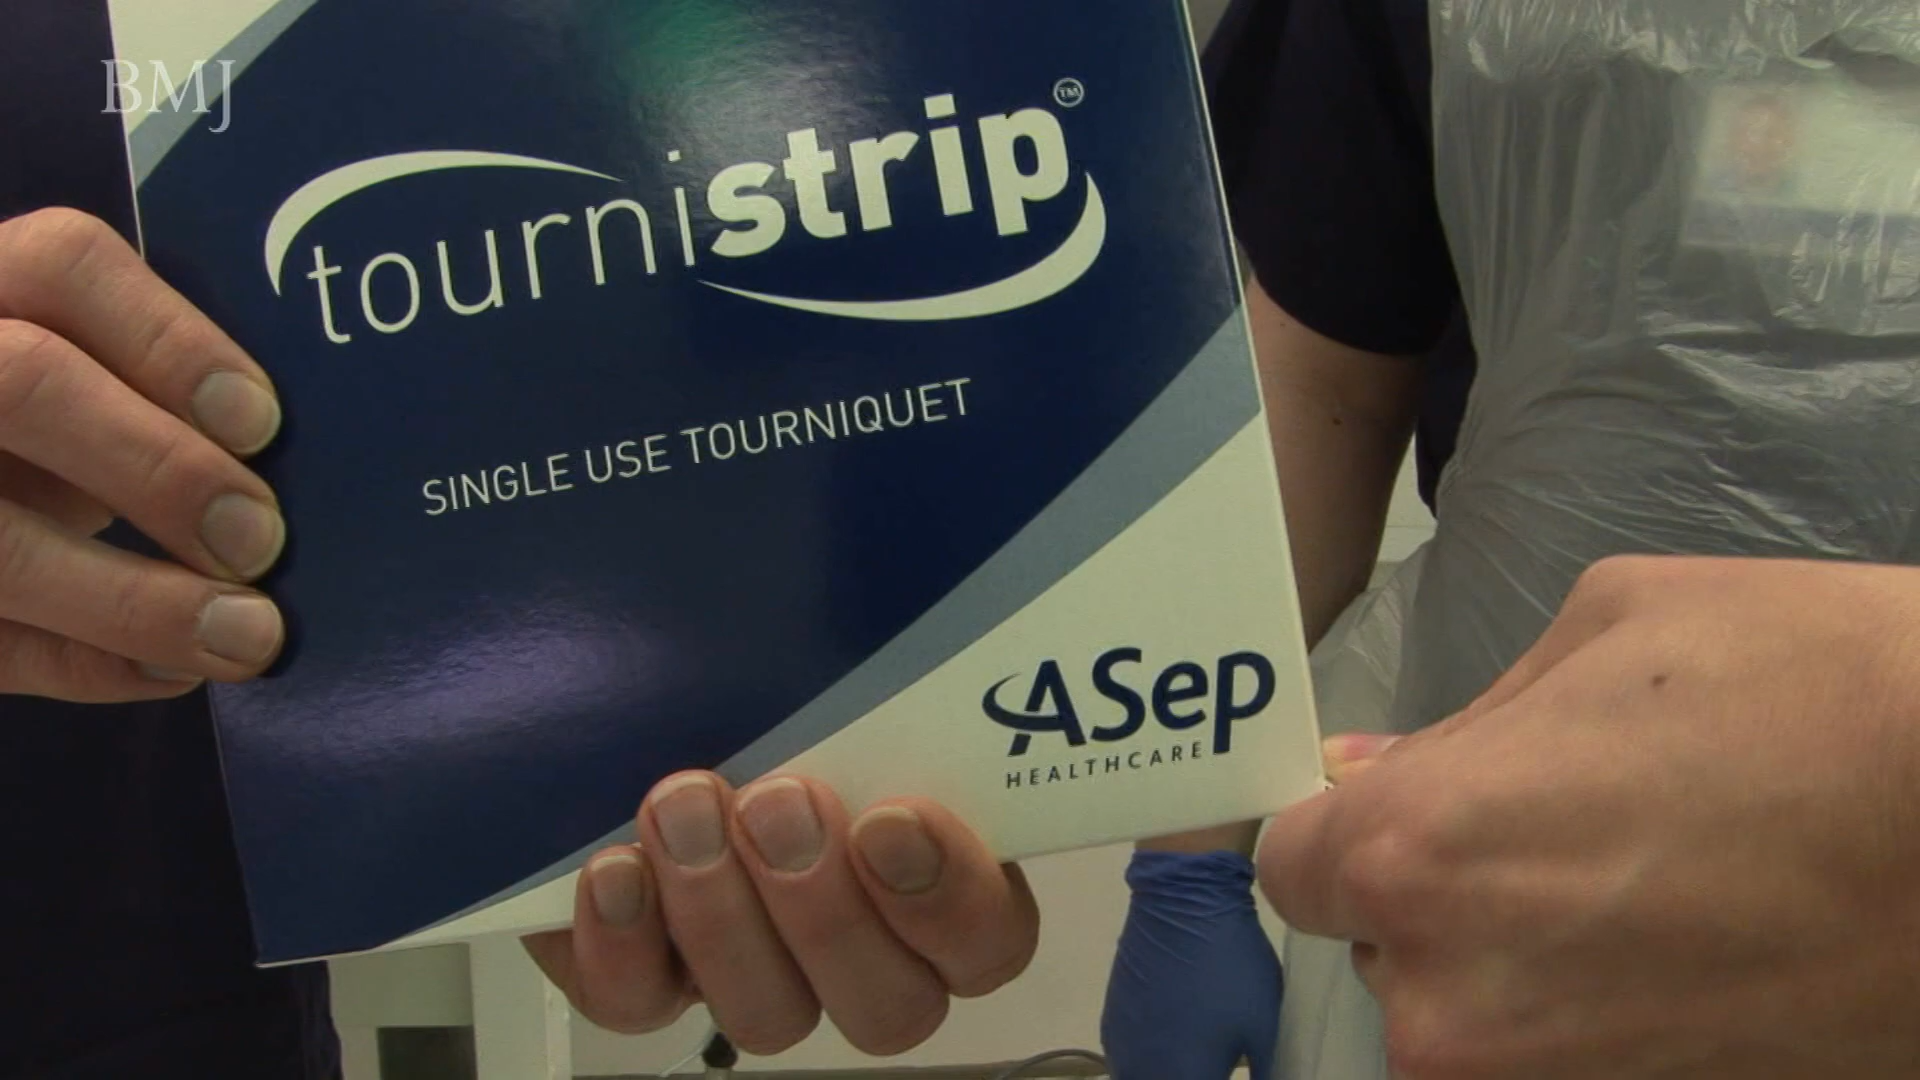 BMJ
tournistrip™
SINGLE USE TOURNIQUET
ASep
HEALTHCARE